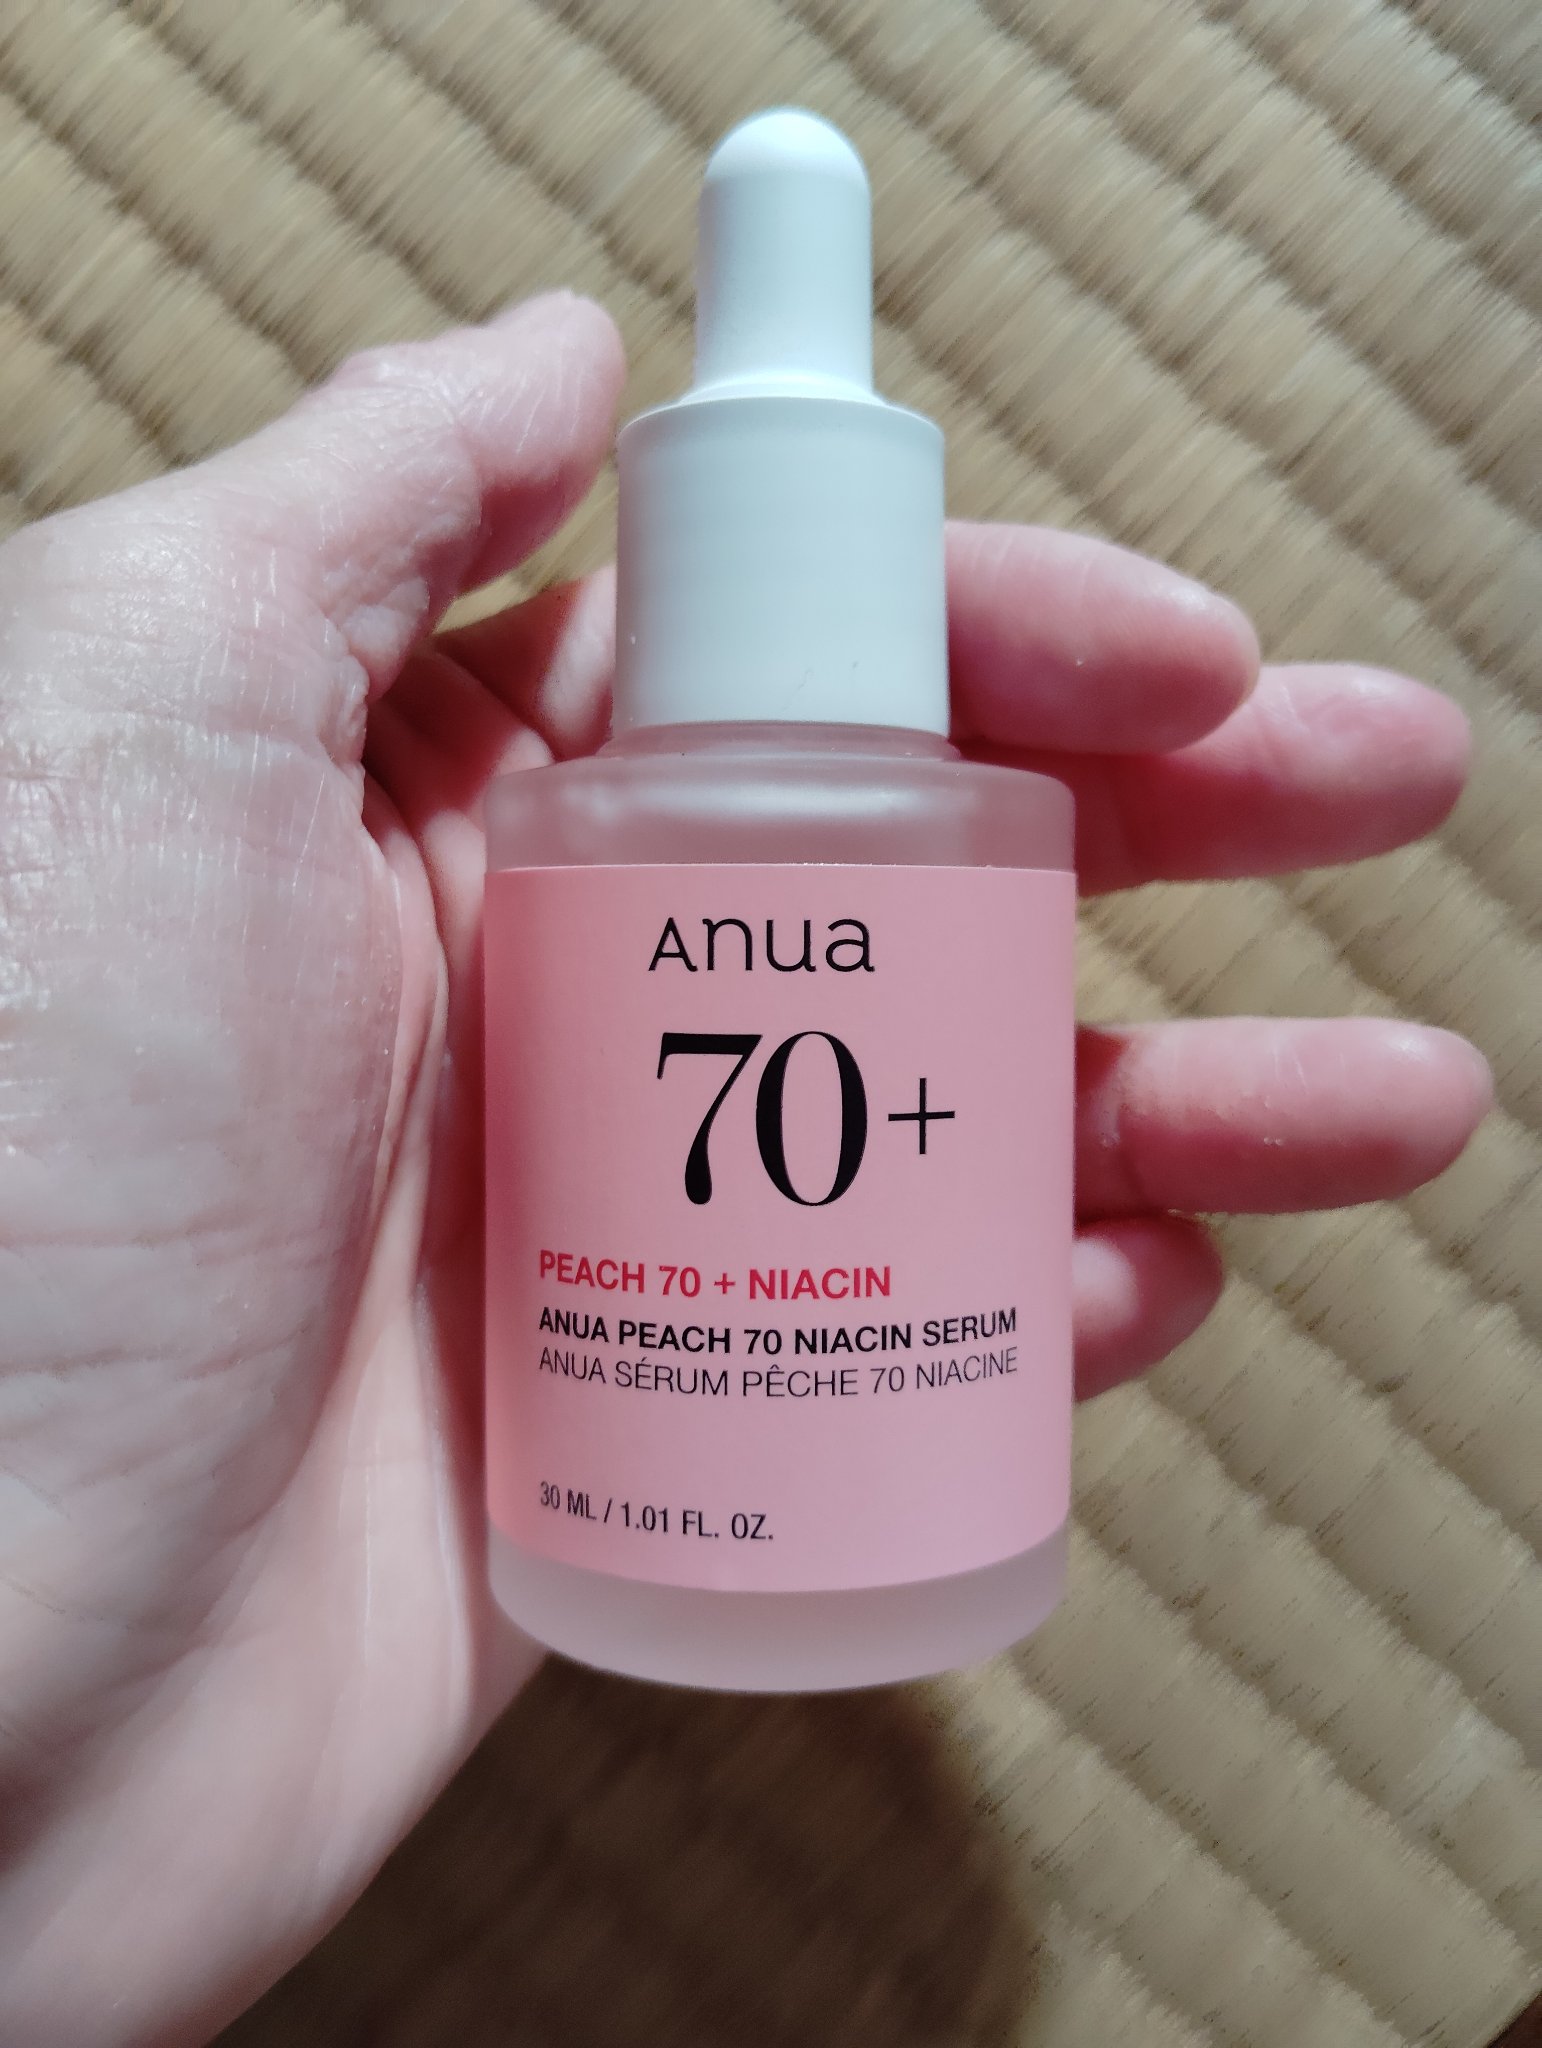 Anua
70+
PEACH 70 + NIACIN
ANUA PEACH 70 NIACIN SERUM
ANUA SÉRUM PÊCHE 70 NIACINE
30 ML / 1.01 FL. OZ.